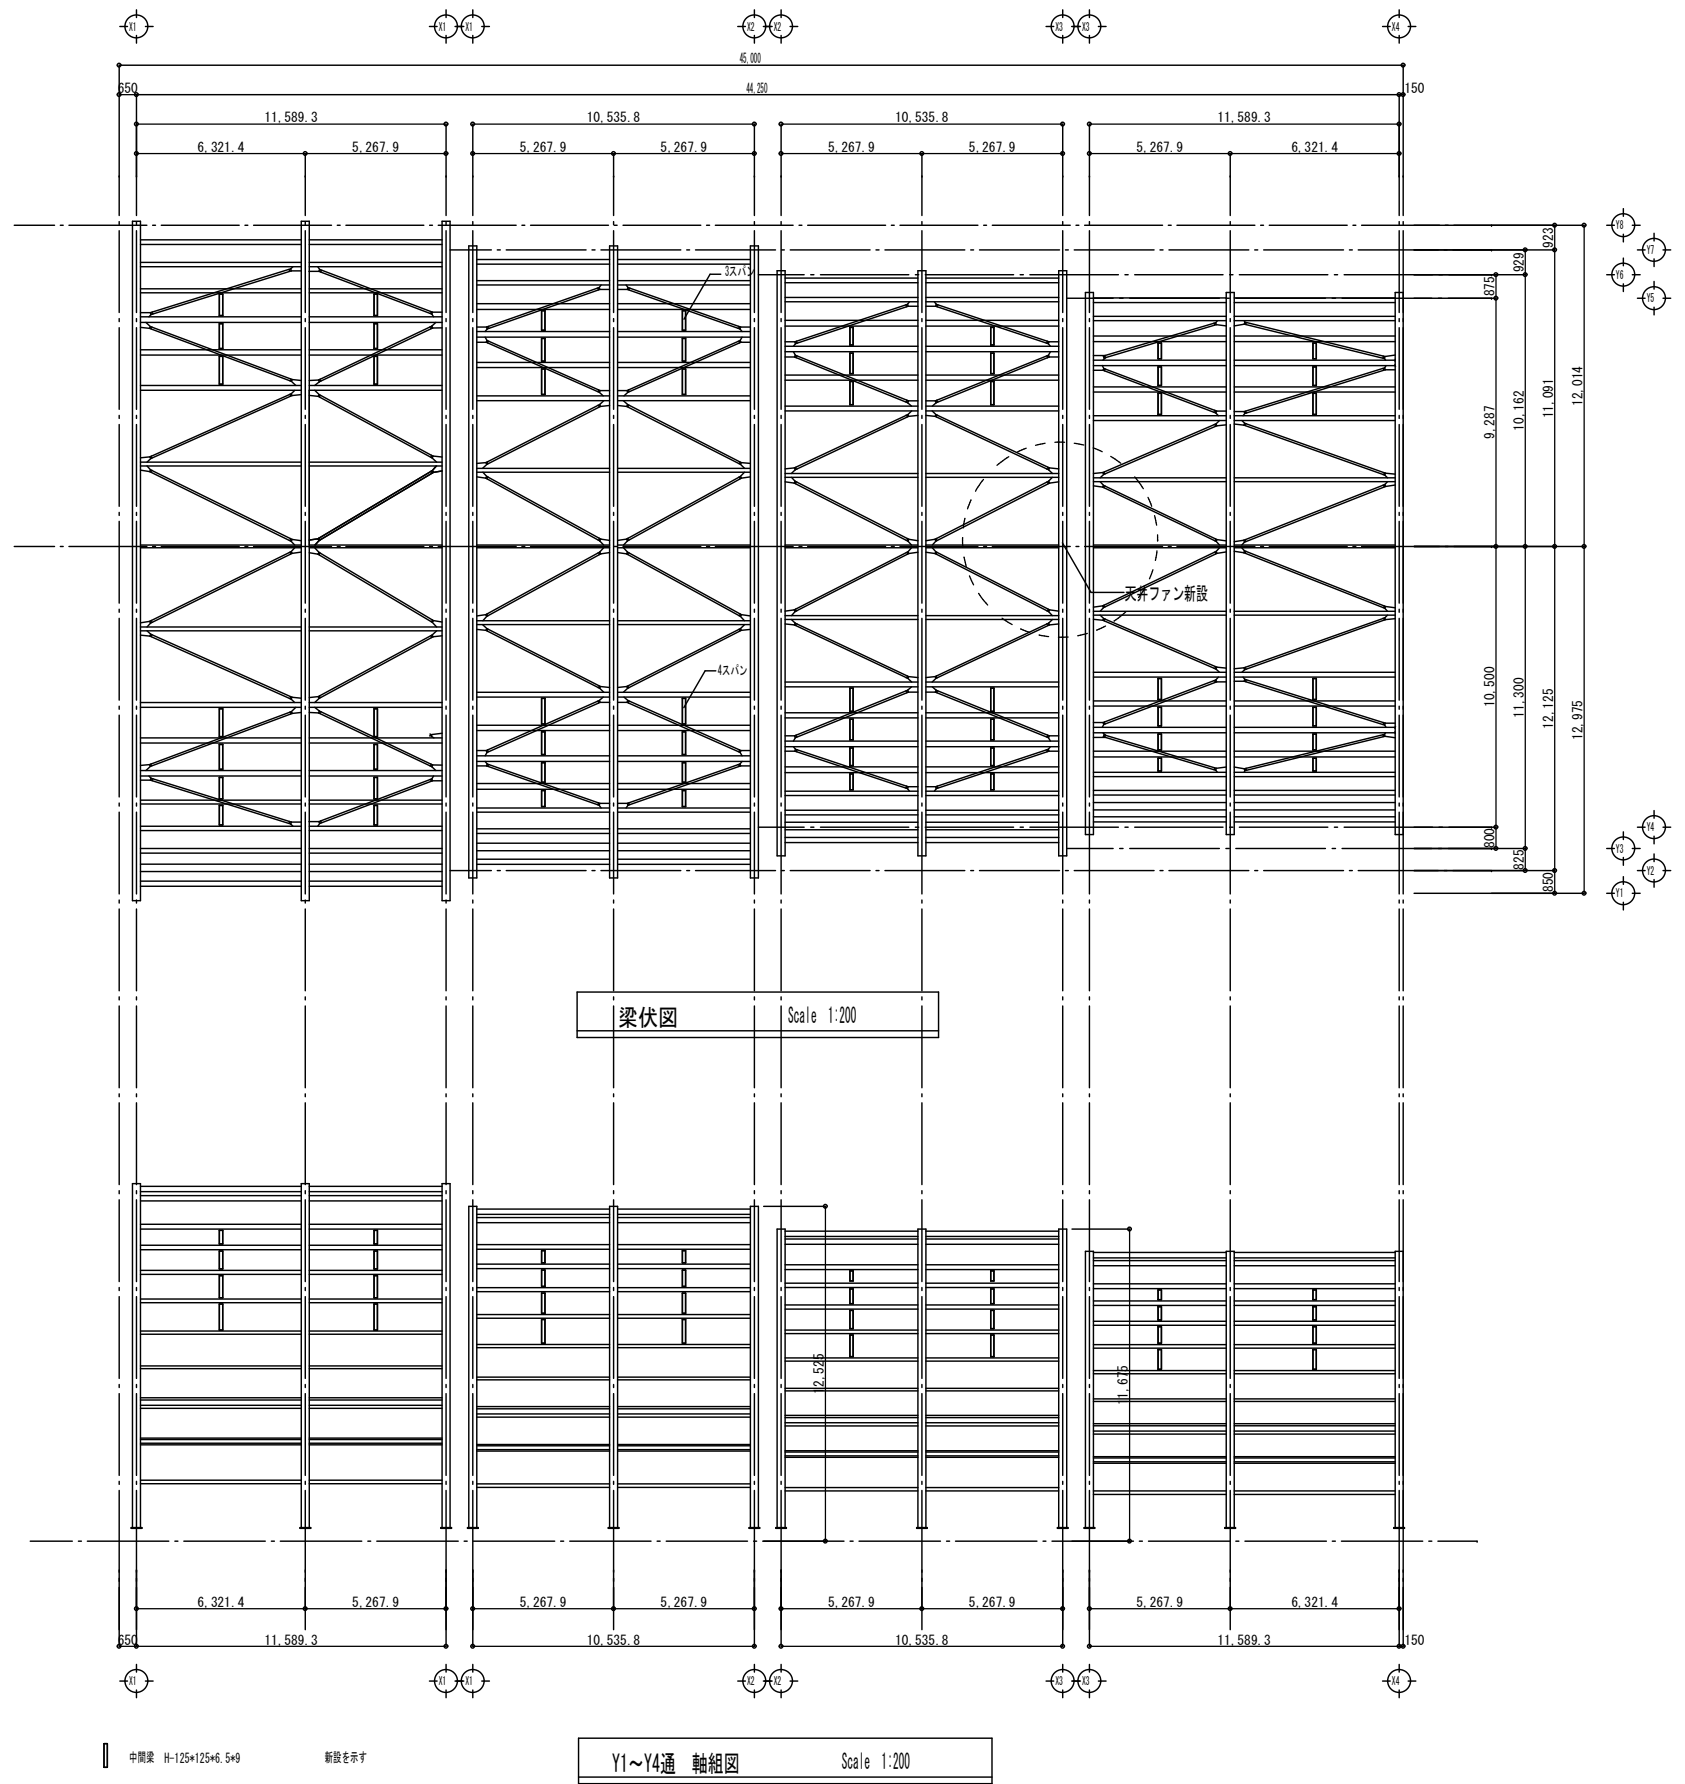 X1 X1 X1 X2 X2 X3 X3 X4
45,000
650 44,250 150
11,589.3 10,535.8 10,535.8 11,589.3
6,321.4 5,267.9 5,267.9 5,267.9 5,267.9 5,267.9 5,267.9 6,321.4
Y8
923
Y7
929
Y6
3スパン
875
Y5
9,287 10,162 11,091 12,014
天井ファン新設
4スパン
10,500 11,300 12,125 12,975
Y4
800
Y3
825
Y2
850
Y1
梁伏図 Scale 1:200
12,525
11,675
6,321.4 5,267.9 5,267.9 5,267.9 5,267.9 5,267.9 5,267.9 6,321.4
650 11,589.3 10,535.8 10,535.8 11,589.3 150
X1 X1 X1 X2 X2 X3 X3 X4
中間梁 H-125*125*6.5*9 新設を示す
Y1～Y4通 軸組図 Scale 1:200